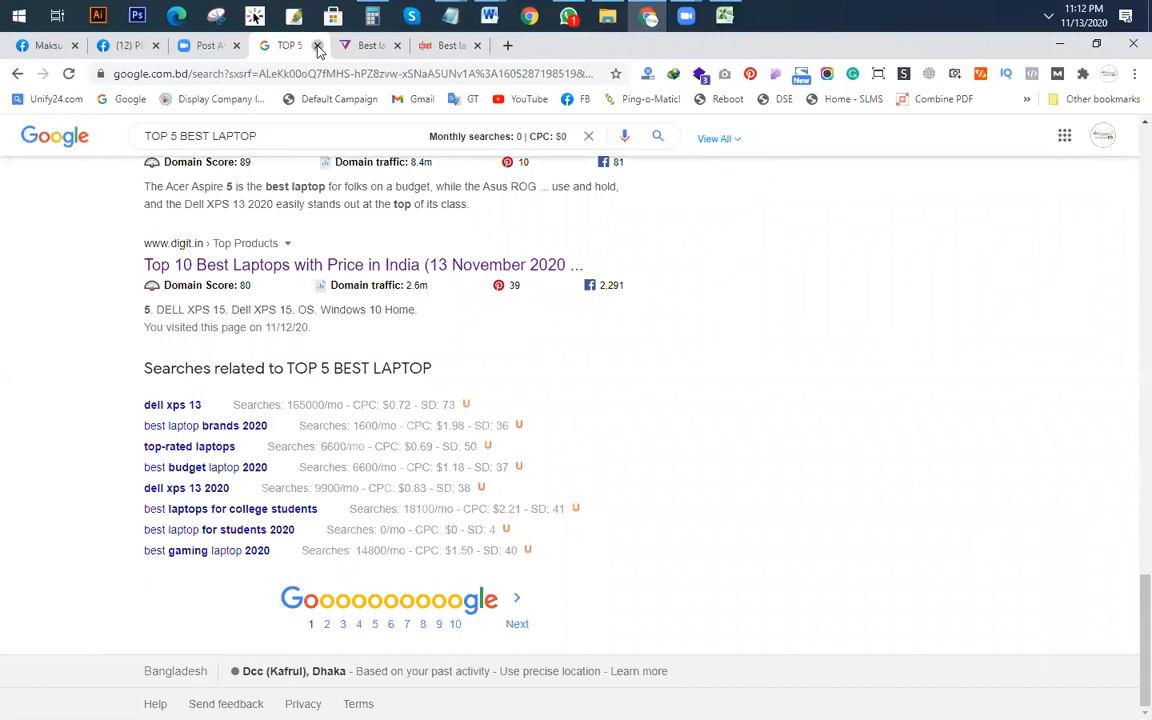 11:12 PM
11/13/2020
Maksu
(12) Pl
Post A
TOP 5
Best la
Best la
google.com.bd/search?sxsrf=ALeKk00oQ7fMHS-hPZ8zvw-xSNaA5UNv1A%3A1605287198519&...
Unify24.com
Google
Display Company I...
Default Campaign
Gmail
GT
YouTube
FB
Ping-o-Matic!
Reboot
DSE
Home - SLMS
Combine PDF
»
Other bookmarks
Google
TOP 5 BEST LAPTOP
Monthly searches: 0 | CPC: $0
View All
Domain Score: 89 Domain traffic: 8.4m 10 81
The Acer Aspire 5 is the best laptop for folks on a budget, while the Asus ROG ... use and hold,
and the Dell XPS 13 2020 easily stands out at the top of its class.
www.digit.in › Top Products
Top 10 Best Laptops with Price in India (13 November 2020 ...
Domain Score: 80 Domain traffic: 2.6m 39 2,291
5. DELL XPS 15. Dell XPS 15. OS. Windows 10 Home.
You visited this page on 11/12/20.
Searches related to TOP 5 BEST LAPTOP
dell xps 13 Searches: 165000/mo - CPC: $0.72 - SD: 73
best laptop brands 2020 Searches: 1600/mo - CPC: $1.98 - SD: 36
top-rated laptops Searches: 6600/mo - CPC: $0.69 - SD: 50
best budget laptop 2020 Searches: 6600/mo - CPC: $1.18 - SD: 37
dell xps 13 2020 Searches: 9900/mo - CPC: $0.83 - SD: 38
best laptops for college students Searches: 18100/mo - CPC: $2.21 - SD: 41
best laptop for students 2020 Searches: 0/mo - CPC: $0 - SD: 4
best gaming laptop 2020 Searches: 14800/mo - CPC: $1.50 - SD: 40
Goooooooooogle
1 2 3 4 5 6 7 8 9 10 Next
Bangladesh
Dcc (Kafrul), Dhaka - Based on your past activity - Use precise location - Learn more
Help Send feedback Privacy Terms